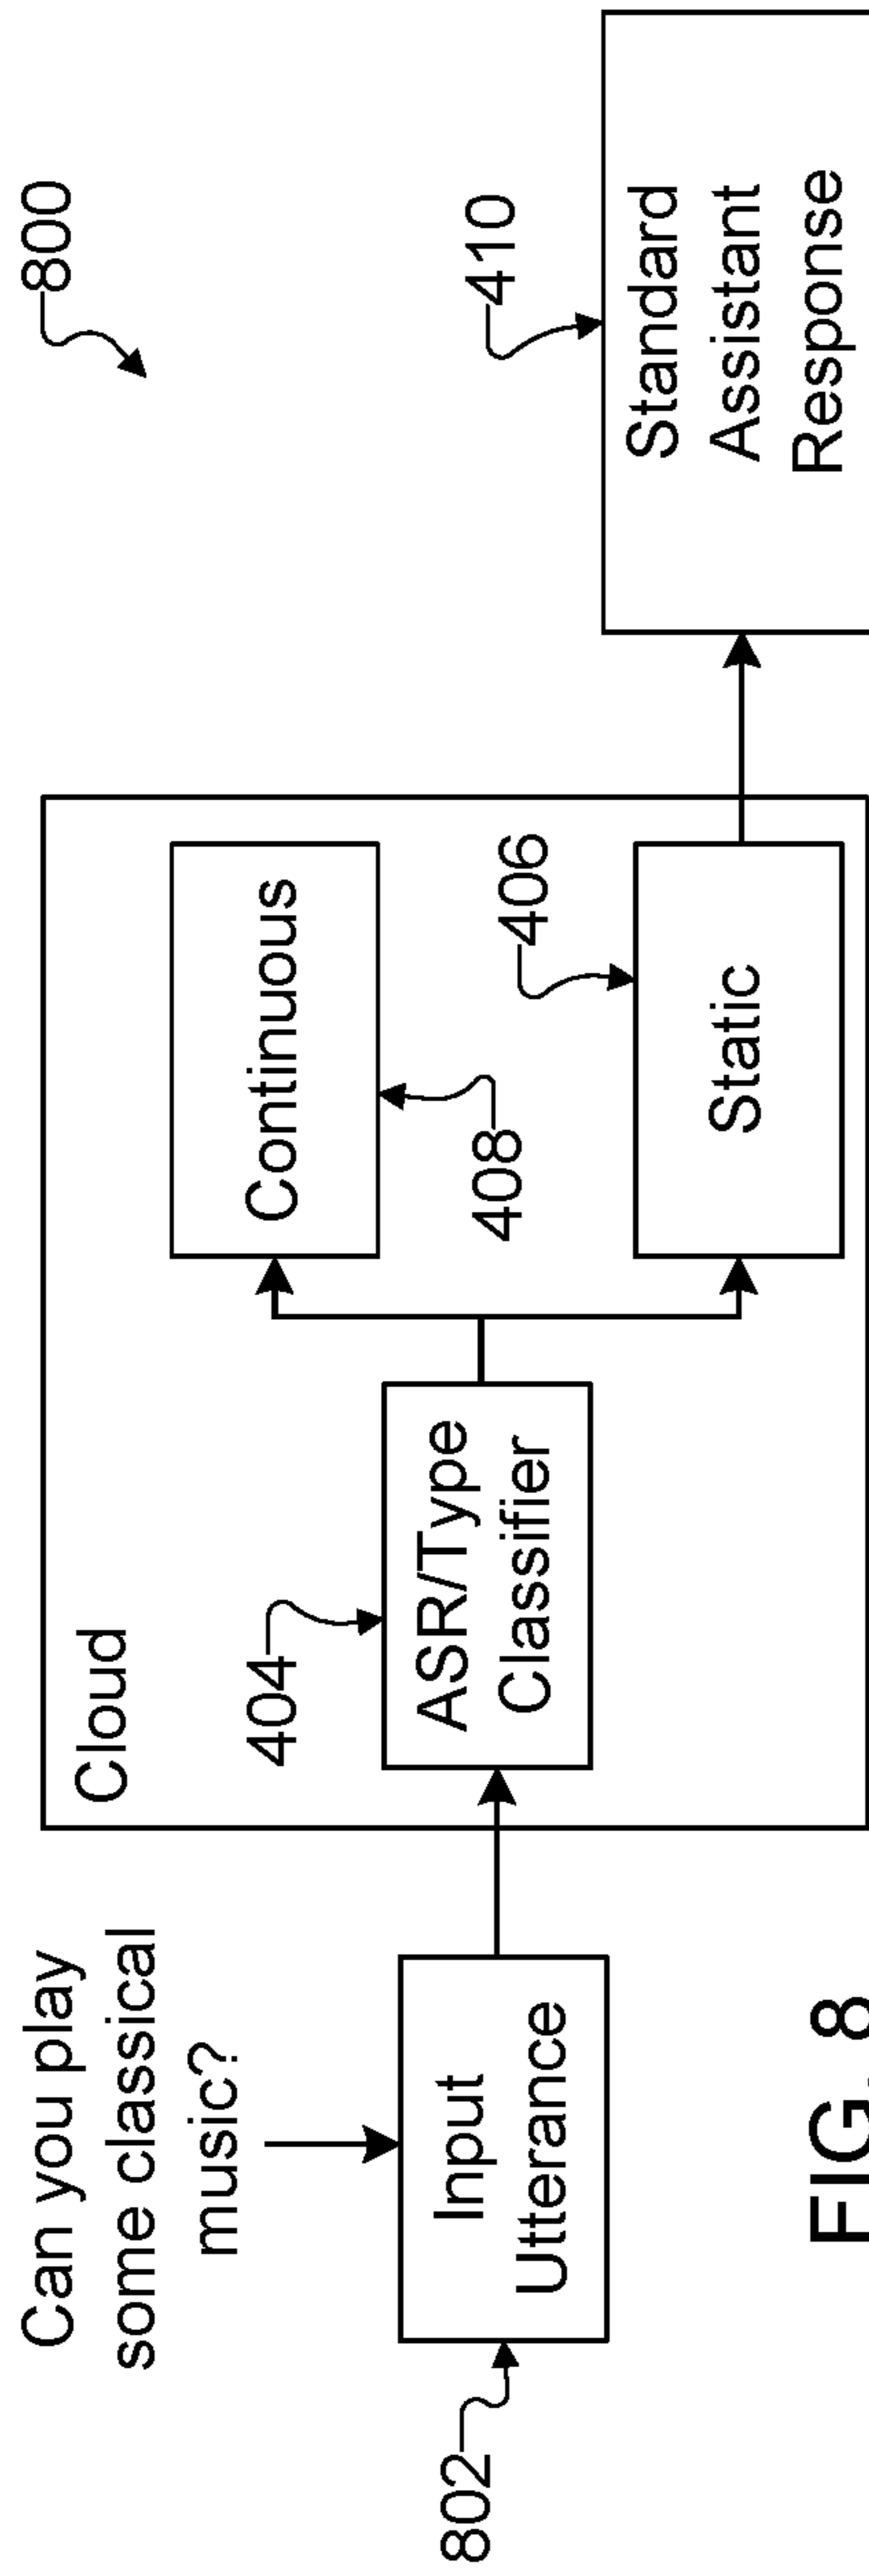 800
Can you play
some classical
music?
Cloud
404
ASR/Type
Classifier
Continuous
408
406
Static
410
Standard
Assistant
Response
Input
Utterance
802
FIG. 8